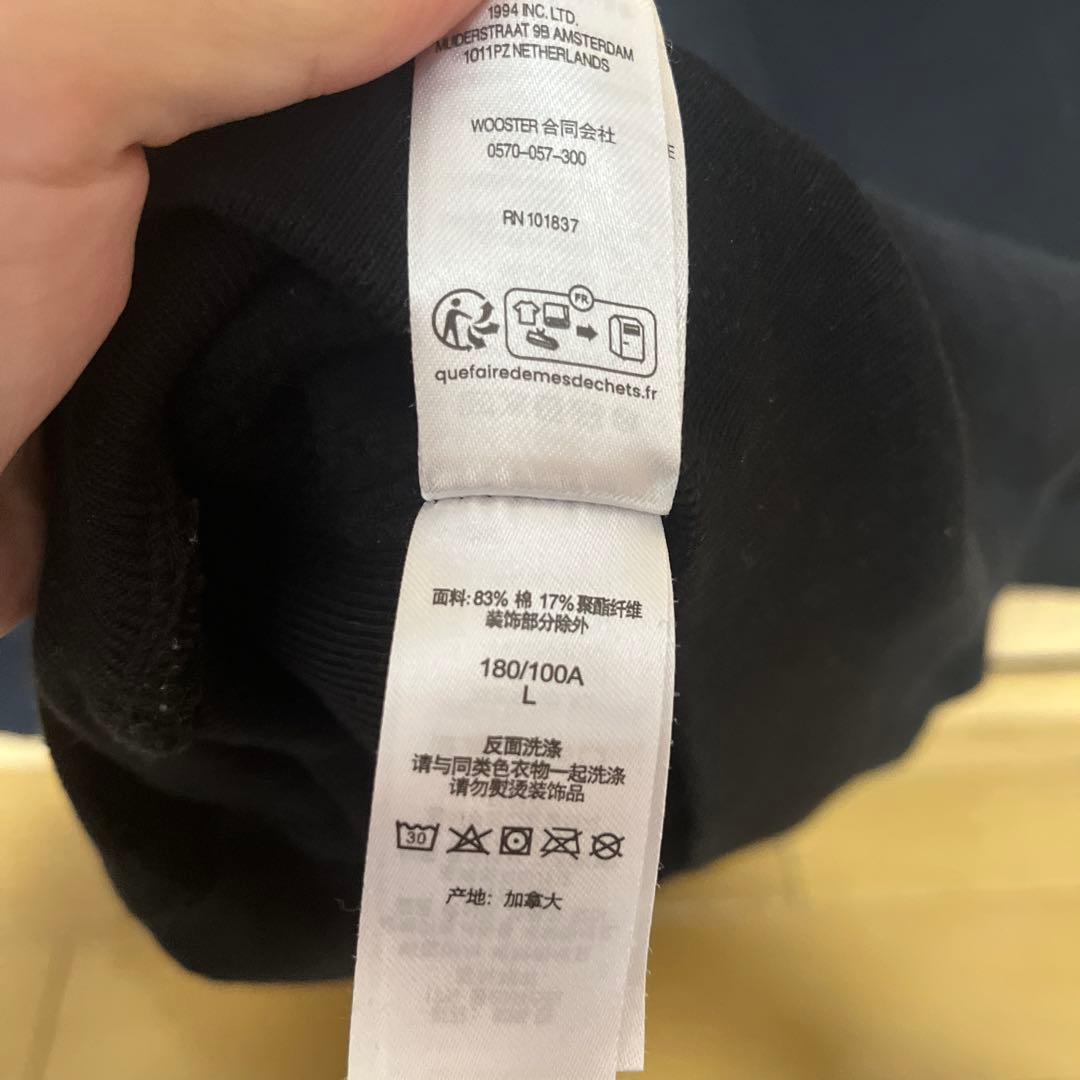 1994 INC. LTD.
MUIDERSTRAAT 9B AMSTERDAM
1011PZ NETHERLANDS
WOOSTER 合同会社
0570-057-300
E
RN 101837
FR
quefairedemesdechets.fr
面料: 83% 棉 17% 聚酯纤维
装饰部分除外
180/100A
L
反面洗涤
请与同类色衣物一起洗涤
请勿熨烫装饰品
30
产地: 加拿大